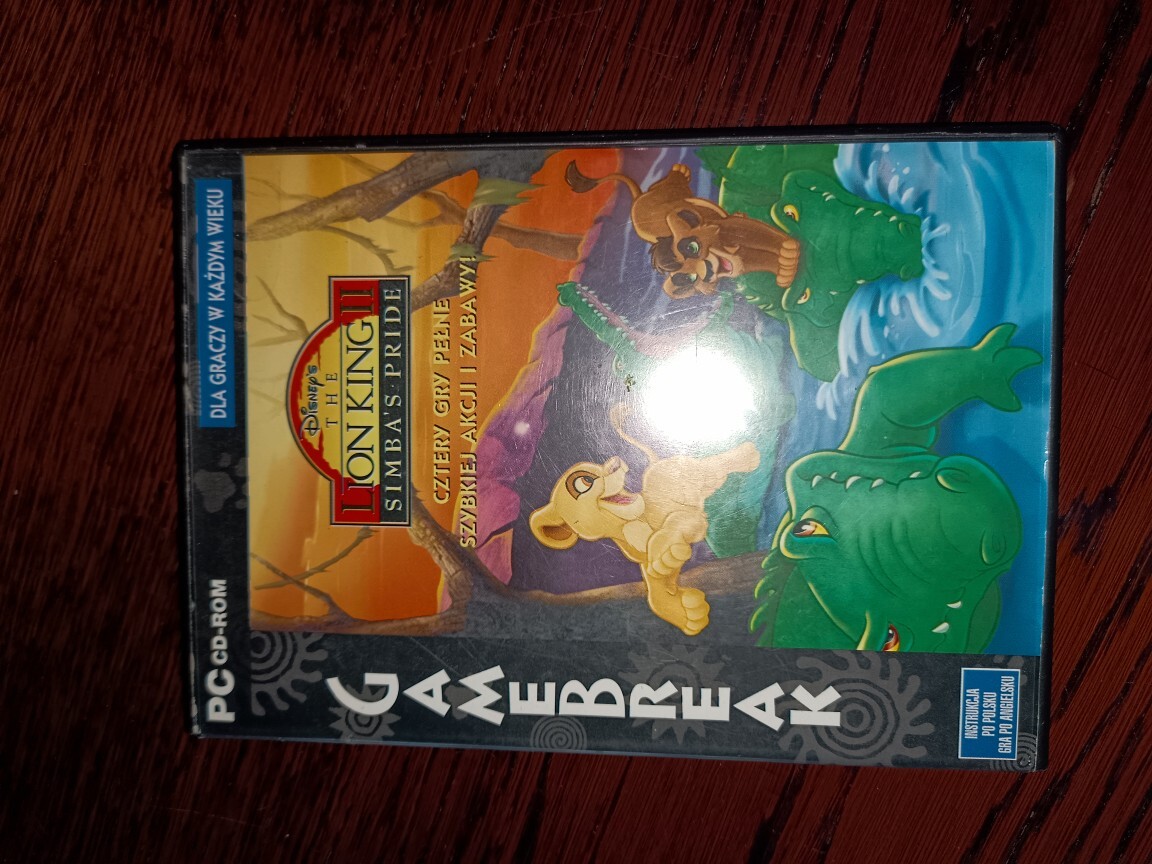 PC CD-ROM
DLA GRACZY W KAŻDYM WIEKU
DISNEY'S
THE
LION KING II
SIMBA'S PRIDE
CZTERY GRY PEŁNE
SZYBKIEJ AKCJI I ZABAWY!
GAMEBREAK
INSTRUKCJA
PO POLSKU
GRA PO ANGIELSKU